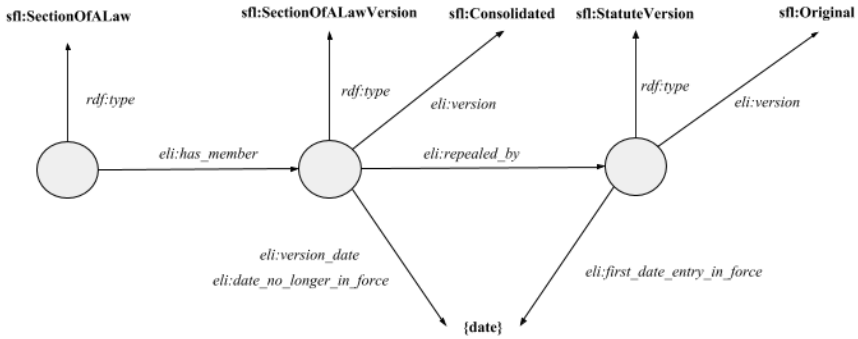 sfl:SectionOfALaw
sfl:SectionOfALawVersion
sfl:Consolidated
sfl:StatuteVersion
sfl:Original
rdf:type
rdf:type
eli:version
rdf:type
eli:version
eli:has_member
eli:repealed_by
eli:version_date
eli:date_no_longer_in_force
eli:first_date_entry_in_force
{date}